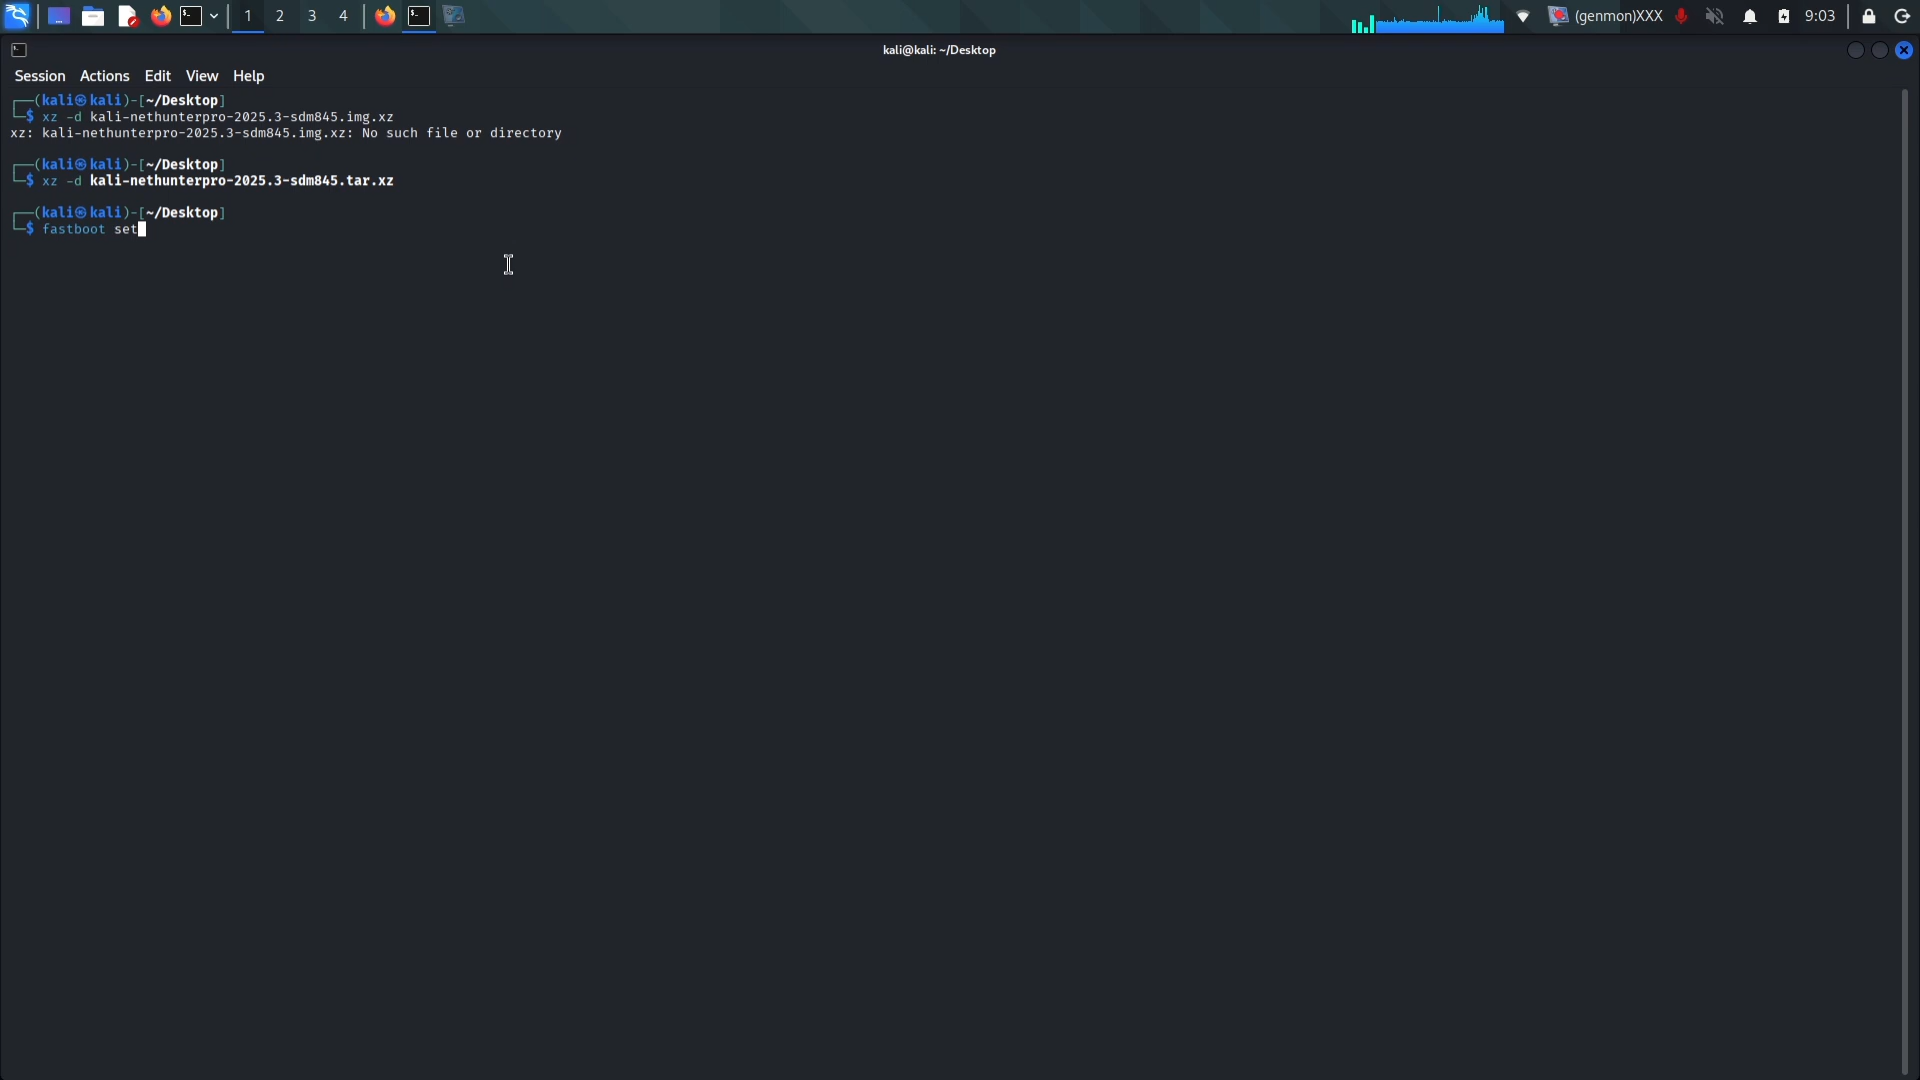 1 2 3 4 (genmon)XXX 9:03
kali@kali: ~/Desktop
Session Actions Edit View Help
┌──(kali㉿kali)-[~/Desktop]
└─$ xz -d kali-nethunterpro-2025.3-sdm845.img.xz
xz: kali-nethunterpro-2025.3-sdm845.img.xz: No such file or directory
┌──(kali㉿kali)-[~/Desktop]
└─$ xz -d kali-nethunterpro-2025.3-sdm845.tar.xz
┌──(kali㉿kali)-[~/Desktop]
└─$ fastboot set